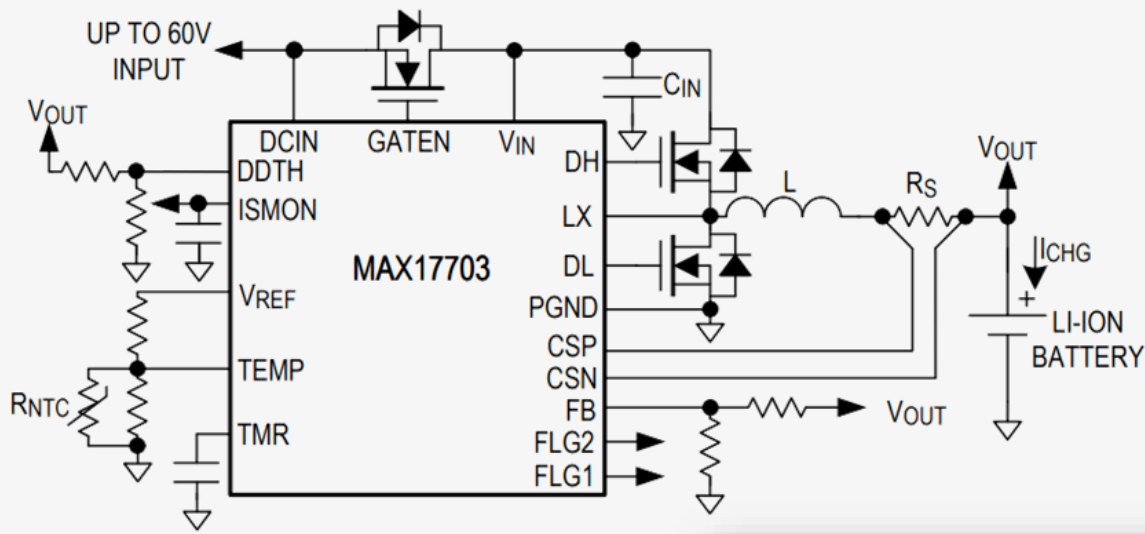 UP TO 60V
INPUT
VOUT
DCIN
GATEN
VIN
CIN
DDTH
ISMON
VREF
TEMP
RNTC
TMR
MAX17703
DH
LX
DL
PGND
CSP
CSN
FB
FLG2
FLG1
L
RS
VOUT
ICHG
+
LI-ION
BATTERY
VOUT